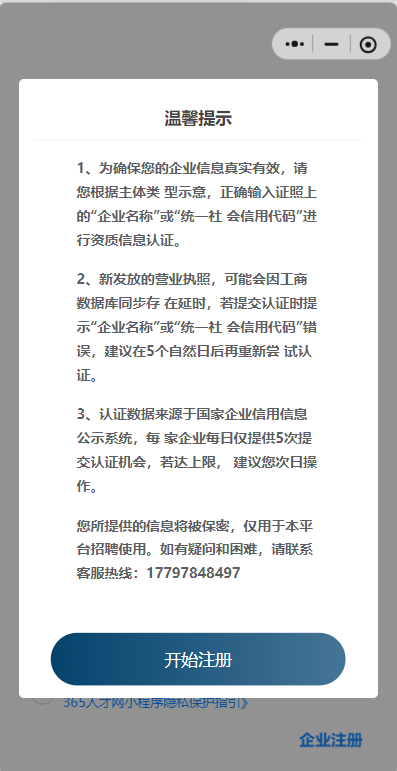 温馨提示
1、为确保您的企业信息真实有效，请
您根据主体类 型示意，正确输入证照上
的“企业名称”或“统一社 会信用代码”进
行资质信息认证。
2、新发放的营业执照，可能会因工商
数据库同步存 在延时，若提交认证时提
示“企业名称”或“统一社 会信用代码”错
误，建议在5个自然日后再重新尝 试认
证。
3、认证数据来源于国家企业信用信息
公示系统，每 家企业每日仅提供5次提
交认证机会，若达上限， 建议您次日操
作。
您所提供的信息将被保密，仅用于本平
台招聘使用。如有疑问和困难，请联系
客服热线：17797848497
开始注册
365人才网小程序隐私保护指引》
企业注册